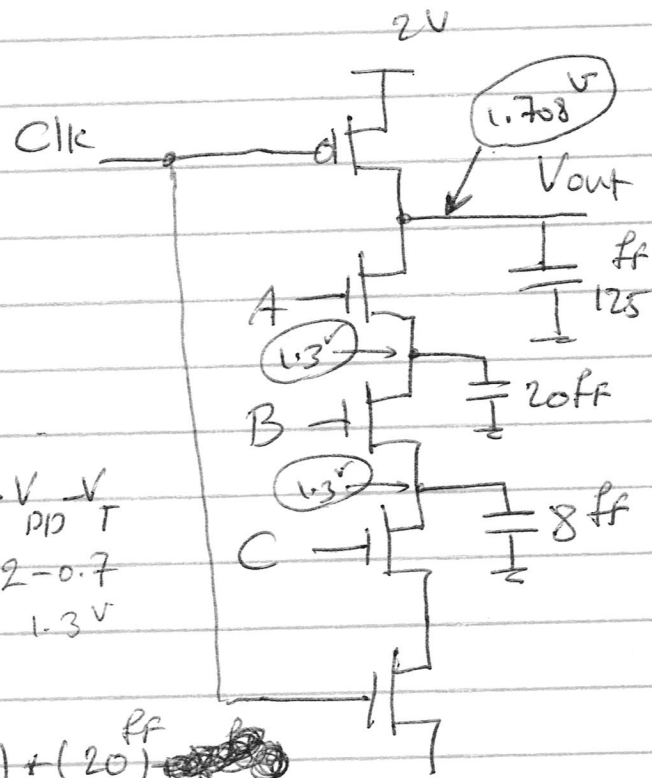 2V
1.708 V
Clk
Vout
ff
125
A
1.3 V
20ff
B
1.3 V
8 ff
V DD - V T
C
2-0.7
1.3 V
ff
) + (20)